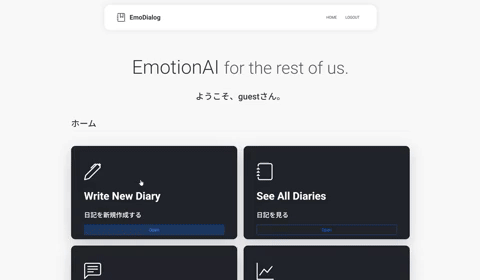 EmoDialog
HOME
LOGOUT
EmotionAI for the rest of us.
ようこそ、guestさん。
ホーム
Write New Diary
日記を新規作成する
Open
See All Diaries
日記を見る
Open